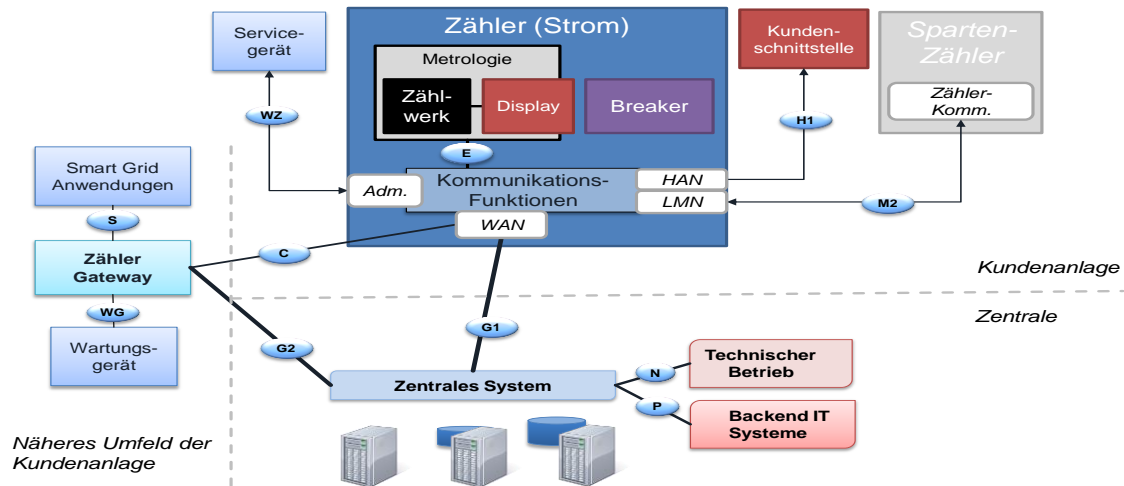 Service-
gerät
Zähler (Strom)
Kunden
schnittstelle
Sparten-
Zähler
Metrologie
Zähl
werk
Display
Breaker
Zähler-
Komm.
WZ
H1
E
Smart Grid
Anwendungen
Adm.
Kommunikations-
Funktionen
HAN
LMN
M2
S
WAN
C
Zähler
Gateway
Kundenanlage
WG
Zentrale
G1
G2
Wartungs-
gerät
Zentrales System
N
Technischer
Betrieb
P
Backend IT
Systeme
Näheres Umfeld der
Kundenanlage